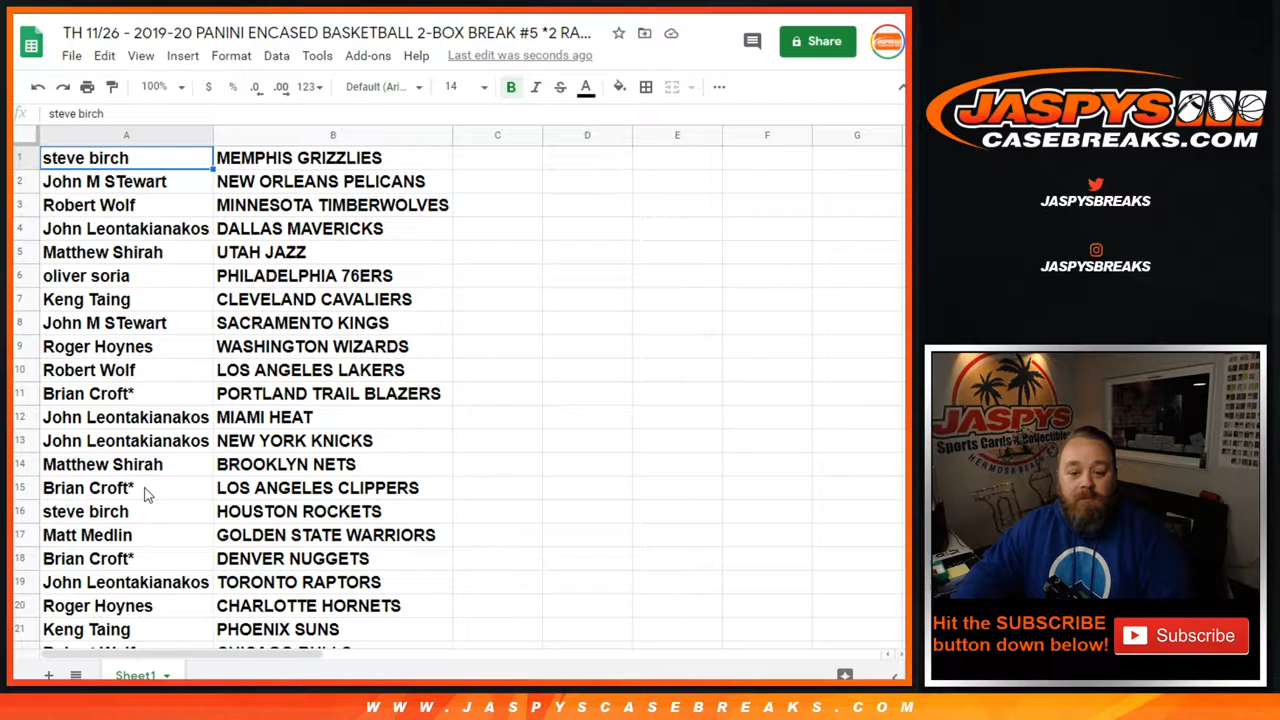 TH 11/26 - 2019-20 PANINI ENCASED BASKETBALL 2-BOX BREAK #5 *2 RA...
Share
File Edit View Insert Format Data Tools Add-ons Help Last edit was seconds ago
100% $ % .0 .00 123 Default (Ari... 14 B I S A
fx steve birch
A B C D E F G
1 steve birch MEMPHIS GRIZZLIES
2 John M STewart NEW ORLEANS PELICANS
3 Robert Wolf MINNESOTA TIMBERWOLVES
4 John Leontakianakos DALLAS MAVERICKS
5 Matthew Shirah UTAH JAZZ
6 oliver soria PHILADELPHIA 76ERS
7 Keng Taing CLEVELAND CAVALIERS
8 John M STewart SACRAMENTO KINGS
9 Roger Hoynes WASHINGTON WIZARDS
10 Robert Wolf LOS ANGELES LAKERS
11 Brian Croft* PORTLAND TRAIL BLAZERS
12 John Leontakianakos MIAMI HEAT
13 John Leontakianakos NEW YORK KNICKS
14 Matthew Shirah BROOKLYN NETS
15 Brian Croft* LOS ANGELES CLIPPERS
16 steve birch HOUSTON ROCKETS
17 Matt Medlin GOLDEN STATE WARRIORS
18 Brian Croft* DENVER NUGGETS
19 John Leontakianakos TORONTO RAPTORS
20 Roger Hoynes CHARLOTTE HORNETS
21 Keng Taing PHOENIX SUNS
Sheet1
JASPYS
CASEBREAKS.COM
JASPYSBREAKS
JASPYSBREAKS
JASPYS
Sports Cards & Collectibles
HERMOSA BEACH
Hit the SUBSCRIBE
button down below!
Subscribe
WWW.JASPYSCASEBREAKS.COM